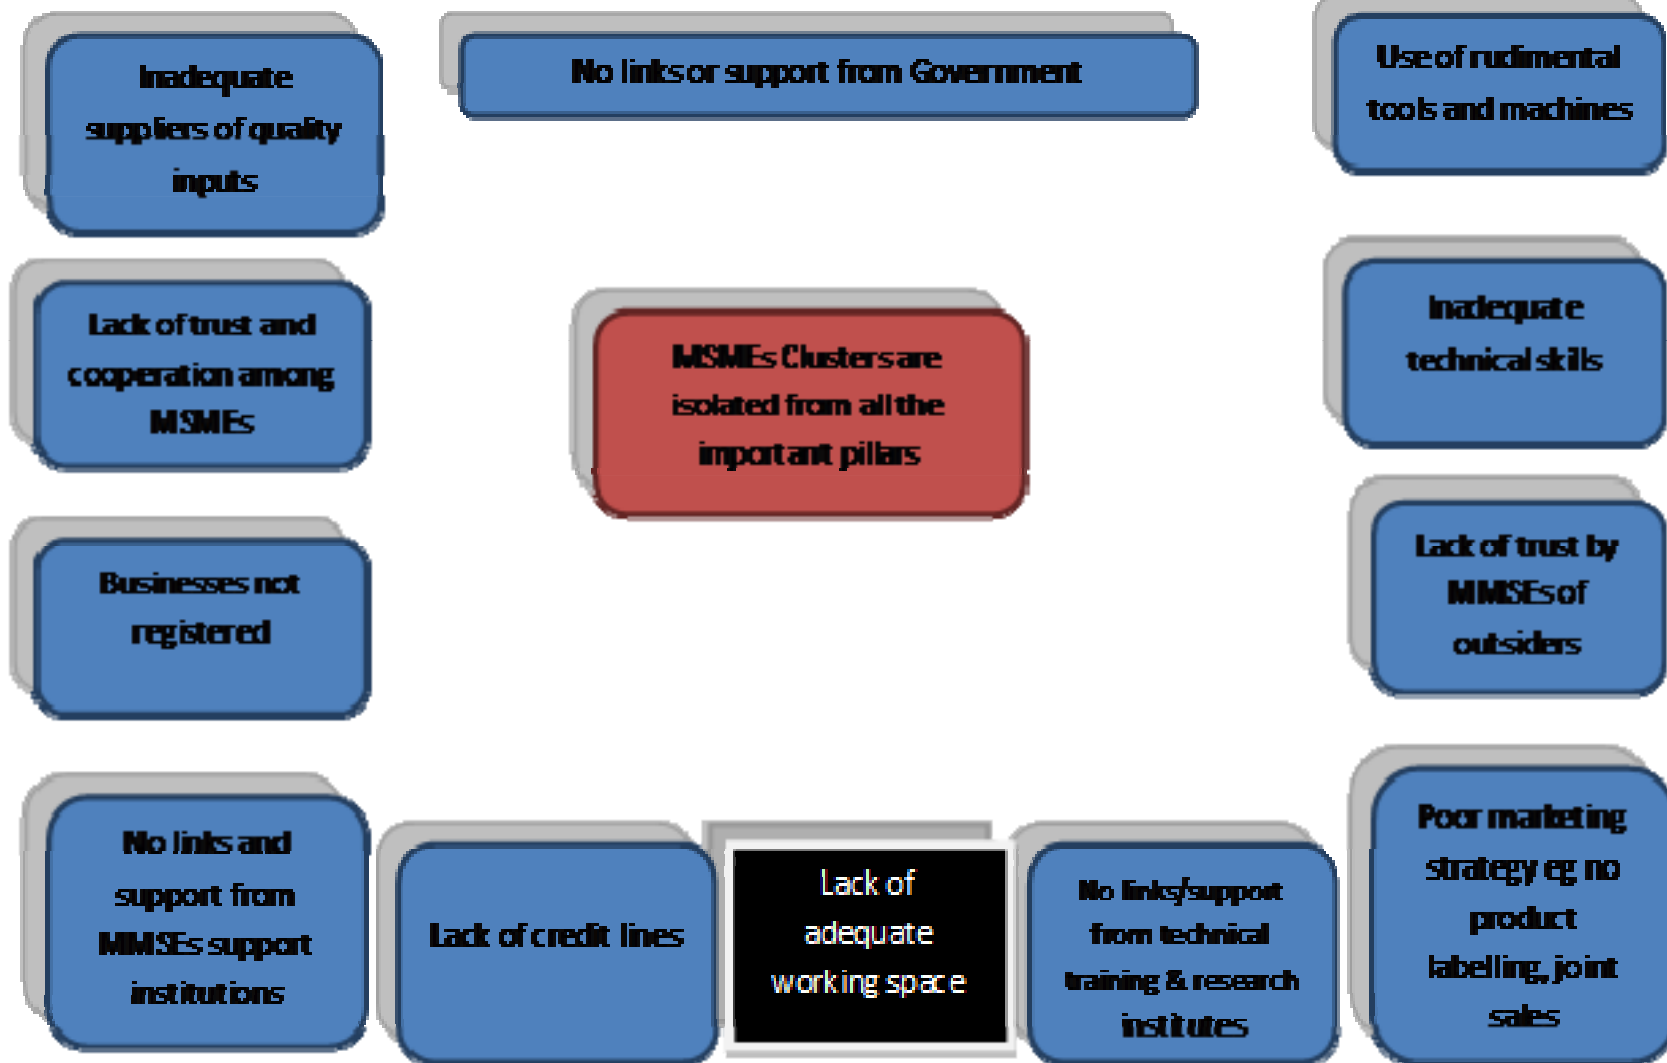 Inadequate
suppliers of quality
inputs
No links or support from Government
Use of rudimental
tools and machines
Lack of trust and
cooperation among
MSMEs
MSMEs Clusters are
isolated from all the
important pillars
Inadequate
technical skills
Businesses not
registered
Lack of trust by
MMSEs of
outsiders
No links and
support from
MMSEs support
institutions
Lack of credit lines
Lack of
adequate
working space
No links/support
from technical
training & research
institutes
Poor marketing
strategy eg no
product
labelling, joint
sales